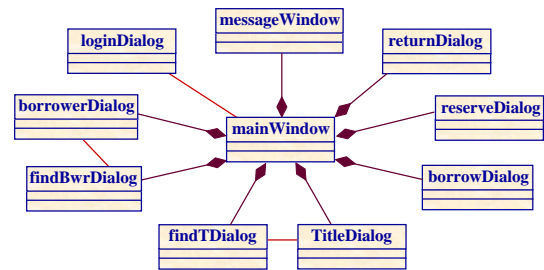 messageWindow
loginDialog
returnDialog
borrowerDialog
reserveDialog
mainWindow
findBwrDialog
borrowDialog
findTDialog
TitleDialog